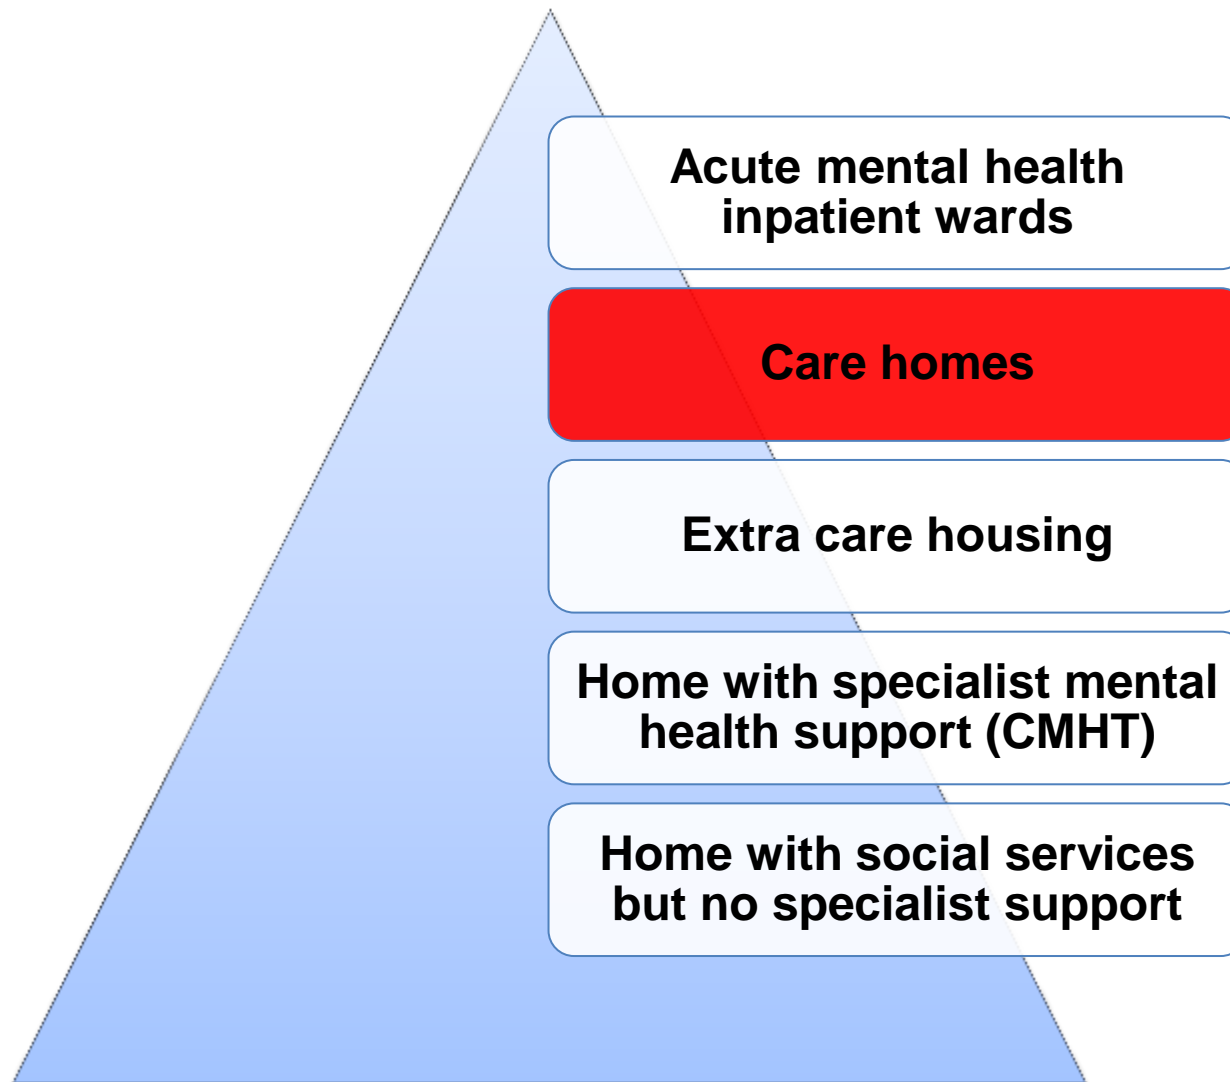 Acute mental health
inpatient wards
Care homes
Extra care housing
Home with specialist mental
health support (CMHT)
Home with social services
but no specialist support